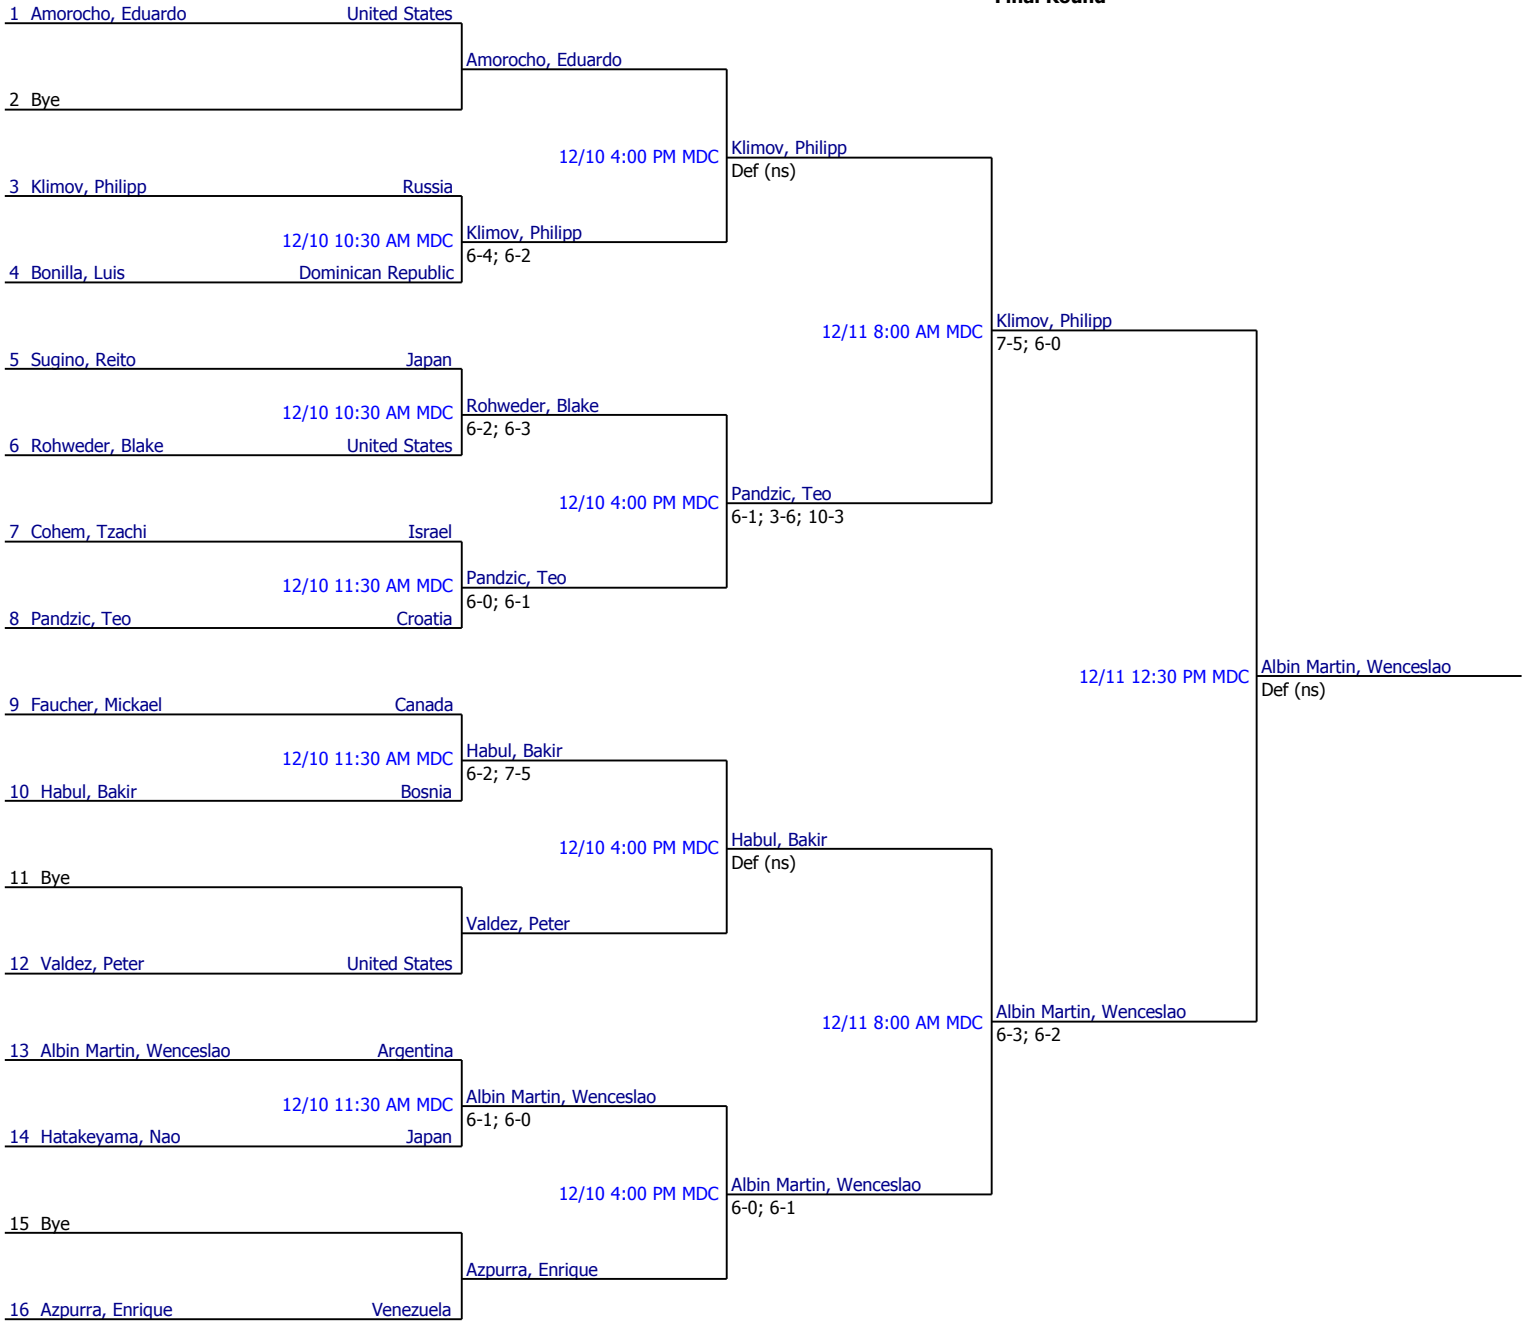 Final Round
1 Amorocho, Eduardo United States
Amorocho, Eduardo
2 Bye
12/10 4:00 PM MDC Klimov, Philipp
Def (ns)
3 Klimov, Philipp Russia
12/10 10:30 AM MDC Klimov, Philipp
6-4; 6-2
4 Bonilla, Luis Dominican Republic
12/11 8:00 AM MDC Klimov, Philipp
7-5; 6-0
5 Sugino, Reito Japan
12/10 10:30 AM MDC Rohweder, Blake
6-2; 6-3
6 Rohweder, Blake United States
12/10 4:00 PM MDC Pandzic, Teo
6-1; 3-6; 10-3
7 Cohem, Tzachi Israel
12/10 11:30 AM MDC Pandzic, Teo
6-0; 6-1
8 Pandzic, Teo Croatia
12/11 12:30 PM MDC Albin Martin, Wenceslao
Def (ns)
9 Faucher, Mickael Canada
12/10 11:30 AM MDC Habul, Bakir
6-2; 7-5
10 Habul, Bakir Bosnia
12/10 4:00 PM MDC Habul, Bakir
Def (ns)
11 Bye
Valdez, Peter
12 Valdez, Peter United States
12/11 8:00 AM MDC Albin Martin, Wenceslao
6-3; 6-2
13 Albin Martin, Wenceslao Argentina
12/10 11:30 AM MDC Albin Martin, Wenceslao
6-1; 6-0
14 Hatakeyama, Nao Japan
12/10 4:00 PM MDC Albin Martin, Wenceslao
6-0; 6-1
15 Bye
Azpurra, Enrique
16 Azpurra, Enrique Venezuela